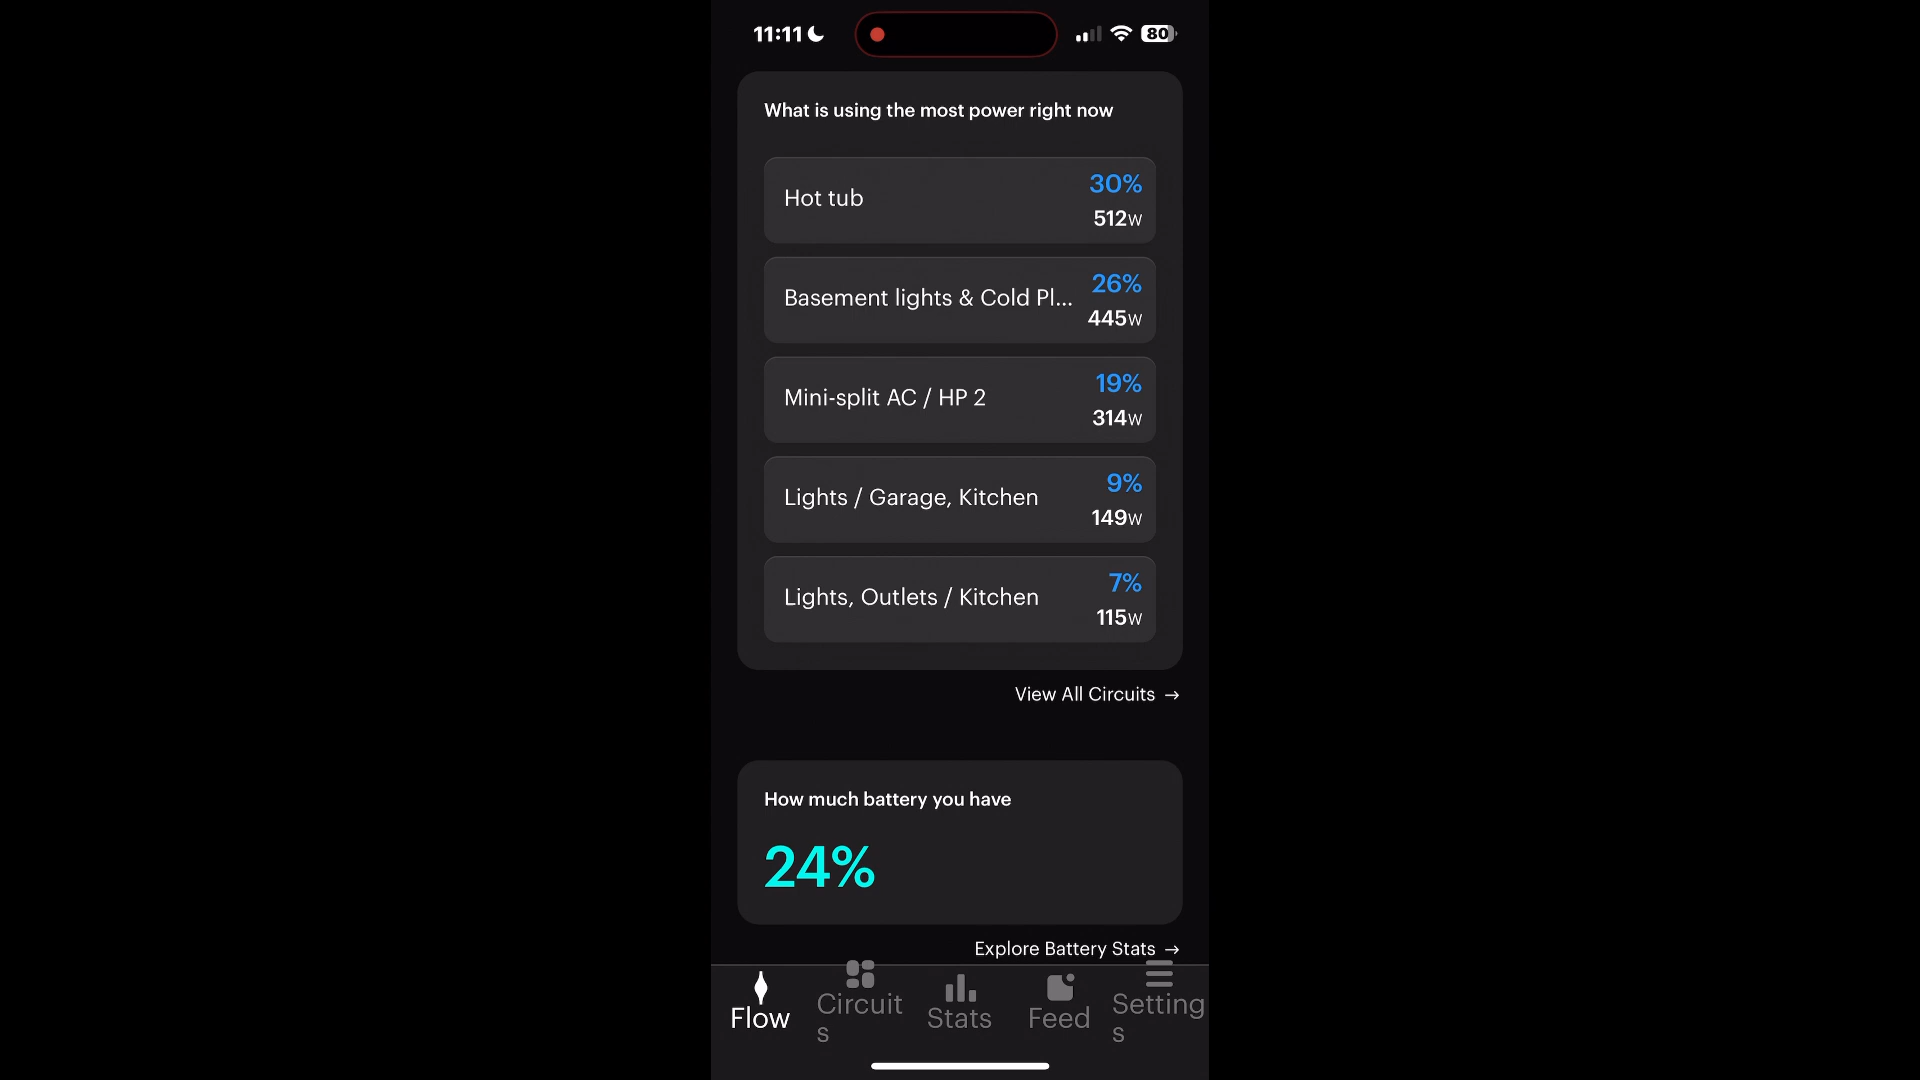 11:11
80
What is using the most power right now
Hot tub
30%
512W
Basement lights & Cold Pl...
26%
445W
Mini-split AC / HP 2
19%
314W
Lights / Garage, Kitchen
9%
149W
Lights, Outlets / Kitchen
7%
115W
View All Circuits →
How much battery you have
24%
Explore Battery Stats →
Flow
Circuit
s
Stats
Feed
Setting
s